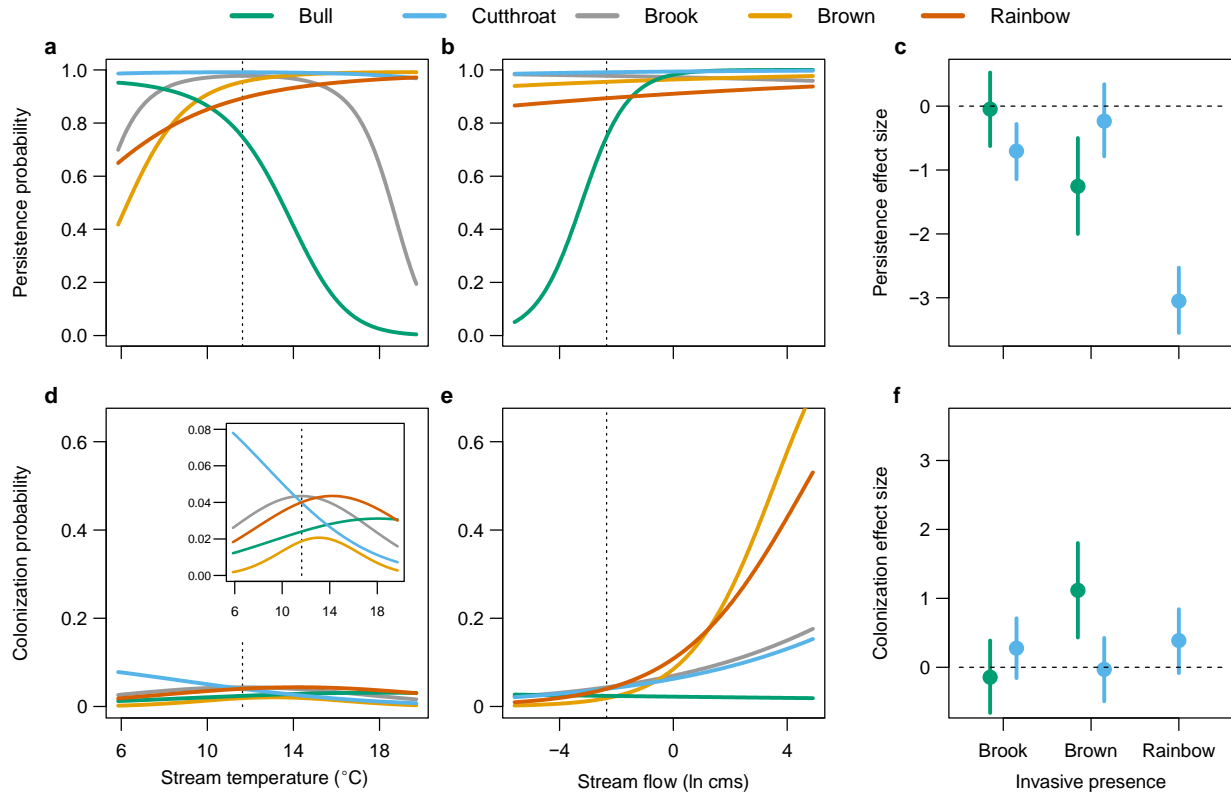 Bull Cutthroat Brook Brown Rainbow
a
1.0
0.8
0.6
0.4
0.2
0.0
Persistence probability
6 10 14 18
b
1.0
0.8
0.6
0.4
0.2
0.0
c
0
−1
−2
−3
Persistence effect size
d
0.6
0.4
0.2
0
Colonization probability
0.08
0.06
0.04
0.02
0.00
6 10 14 18
6 10 14 18
Stream temperature (°C)
e
0.6
0.4
0.2
0
−4 0 4
Stream flow (ln cms)
f
3
2
1
0
Colonization effect size
Brook Brown Rainbow
Invasive presence